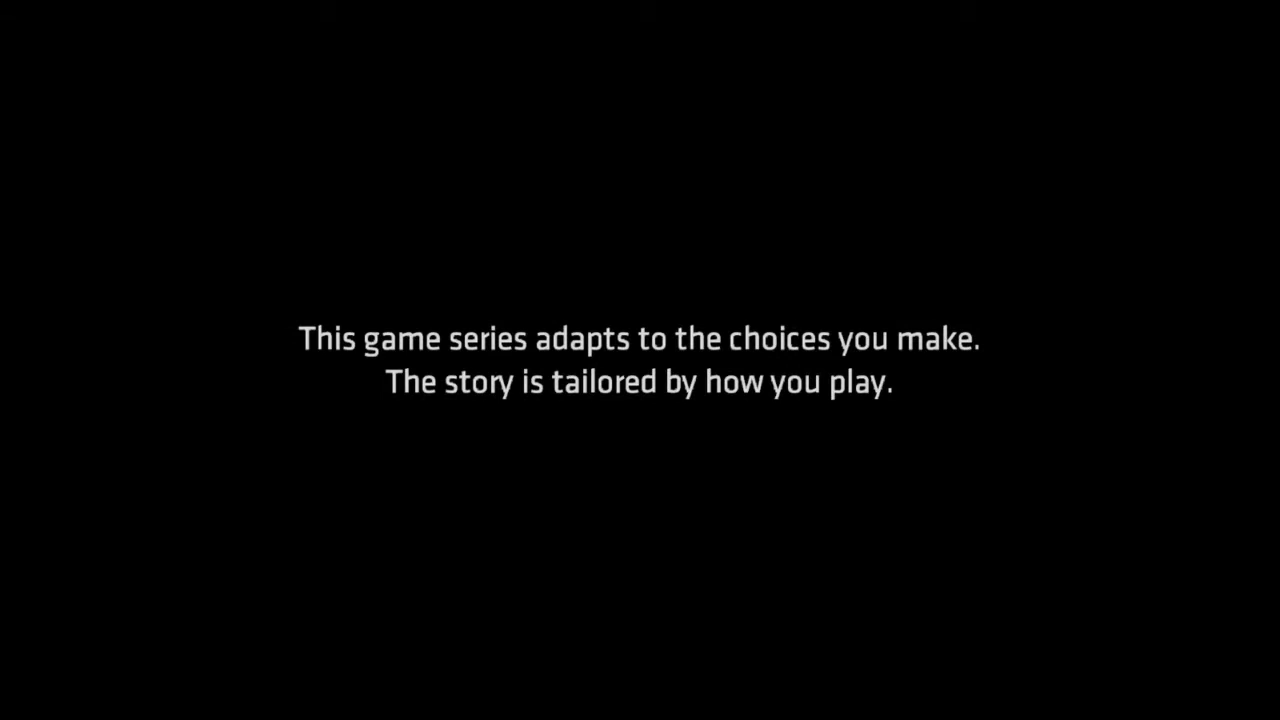 This game series adapts to the choices you make.
The story is tailored by how you play.